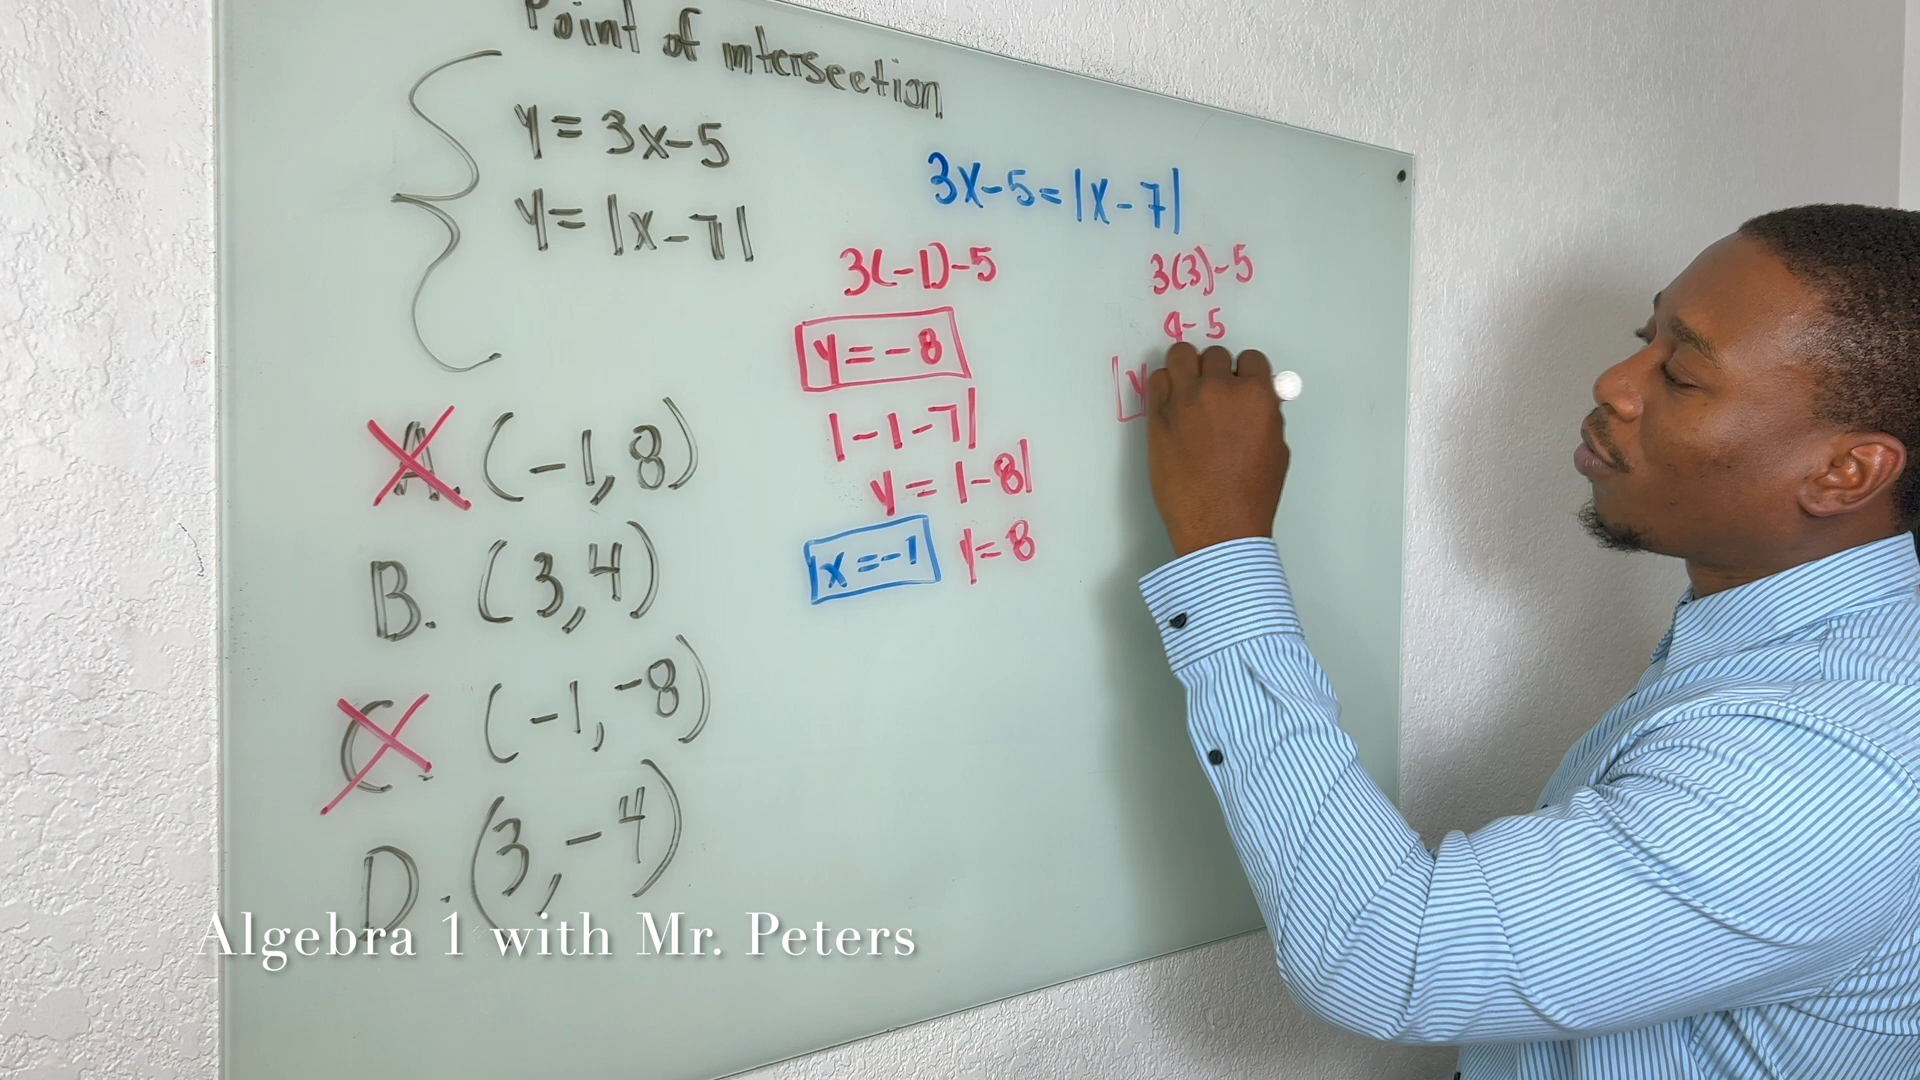 Point of intersection
y = 3x-5
y = |x-7|
A. (-1, 8)
B. (3, 4)
C. (-1, -8)
D. (3, -4)
3x-5 = |x-7|
3(-1)-5
y = -8
|-1-7|
y = |-8|
x = -1
y = 8
3(3)-5
9-5
y
Algebra 1 with Mr. Peters